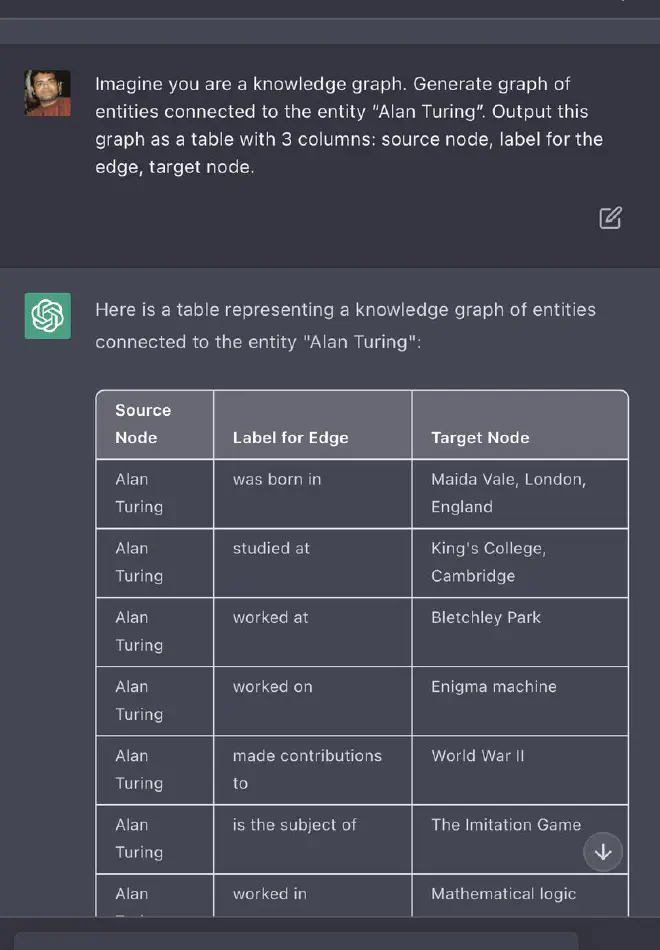 Imagine you are a knowledge graph. Generate graph of
entities connected to the entity “Alan Turing”. Output this
graph as a table with 3 columns: source node, label for the
edge, target node.
Here is a table representing a knowledge graph of entities
connected to the entity "Alan Turing":
Source
Node
Label for Edge
Target Node
Alan
Turing
was born in
Maida Vale, London,
England
Alan
Turing
studied at
King's College,
Cambridge
Alan
Turing
worked at
Bletchley Park
Alan
Turing
worked on
Enigma machine
Alan
Turing
made contributions
to
World War II
Alan
Turing
is the subject of
The Imitation Game
Alan
worked in
Mathematical logic